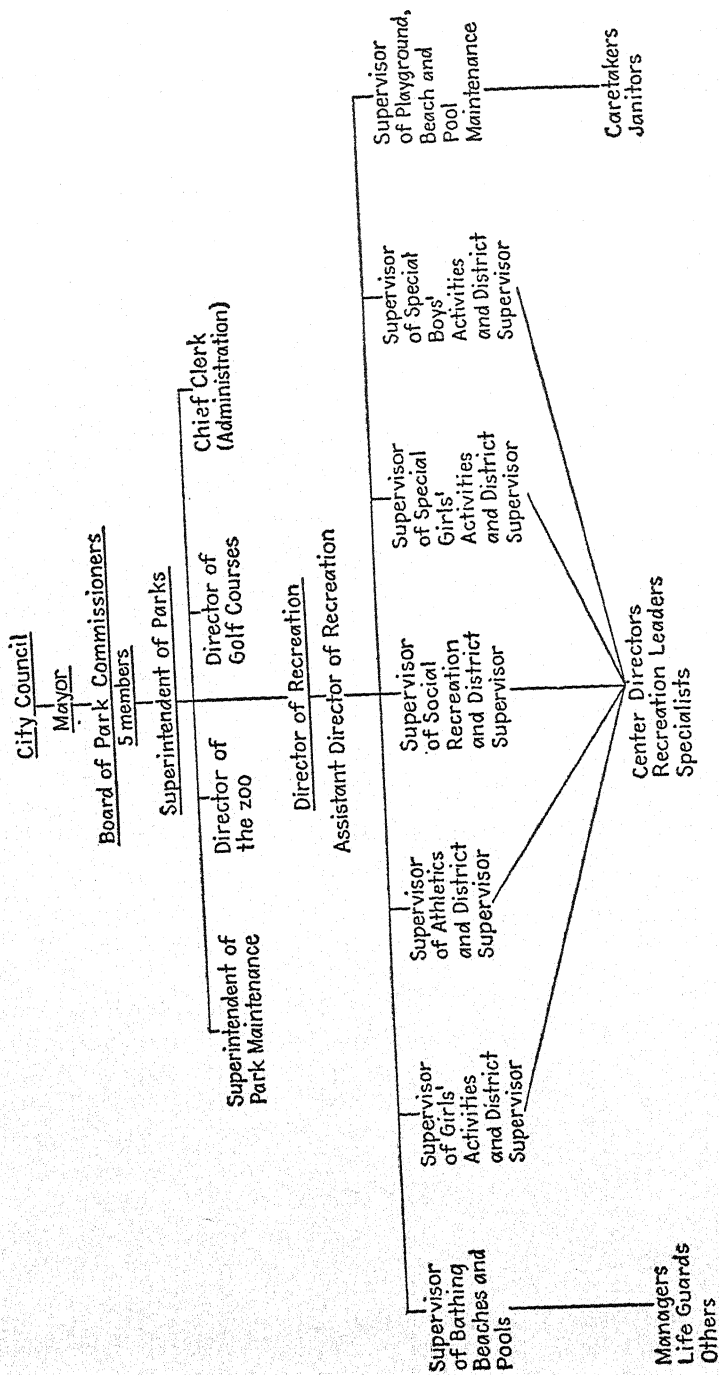 City Council
Mayor
Board of Park Commissioners
5 members
Superintendent of Parks
Superintendent of
Park Maintenance
Director of
the zoo
Director of
Golf Courses
Chief Clerk
(Administration)
Director of Recreation
Assistant Director of Recreation
Supervisor
of Bathing
Beaches and
Pools
Supervisor
of Girls'
Activities
and District
Supervisor
Supervisor
of Athletics
and District
Supervisor
Supervisor
of Social
Recreation
and District
Supervisor
Supervisor
of Special
Girls'
Activities
and District
Supervisor
Supervisor
of Special
Boys'
Activities
and District
Supervisor
Supervisor
of Playground,
Beach and
Pool
Maintenance
Managers
Life Guards
Others
Center Directors
Recreation Leaders
Specialists
Caretakers
Janitors